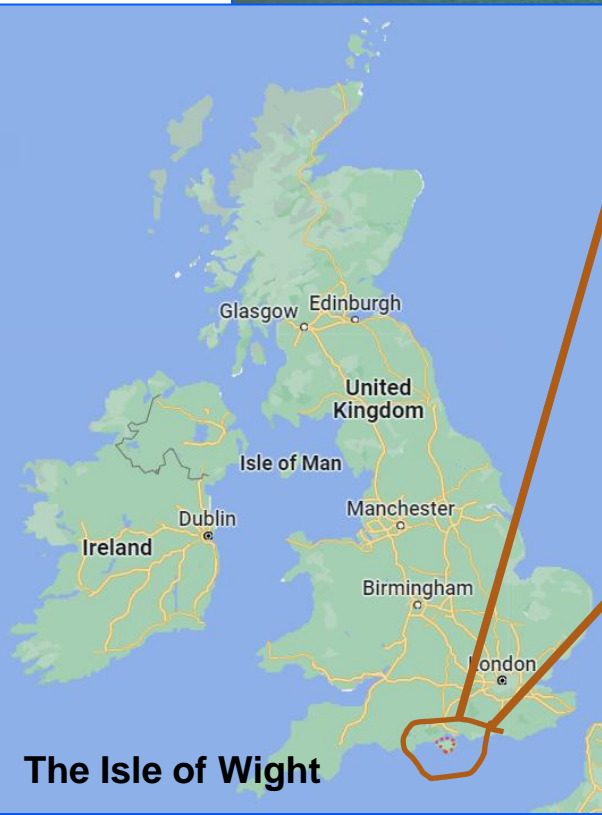 Glasgow
Edinburgh
United
Kingdom
Isle of Man
Manchester
Dublin
Ireland
Birmingham
London
The Isle of Wight